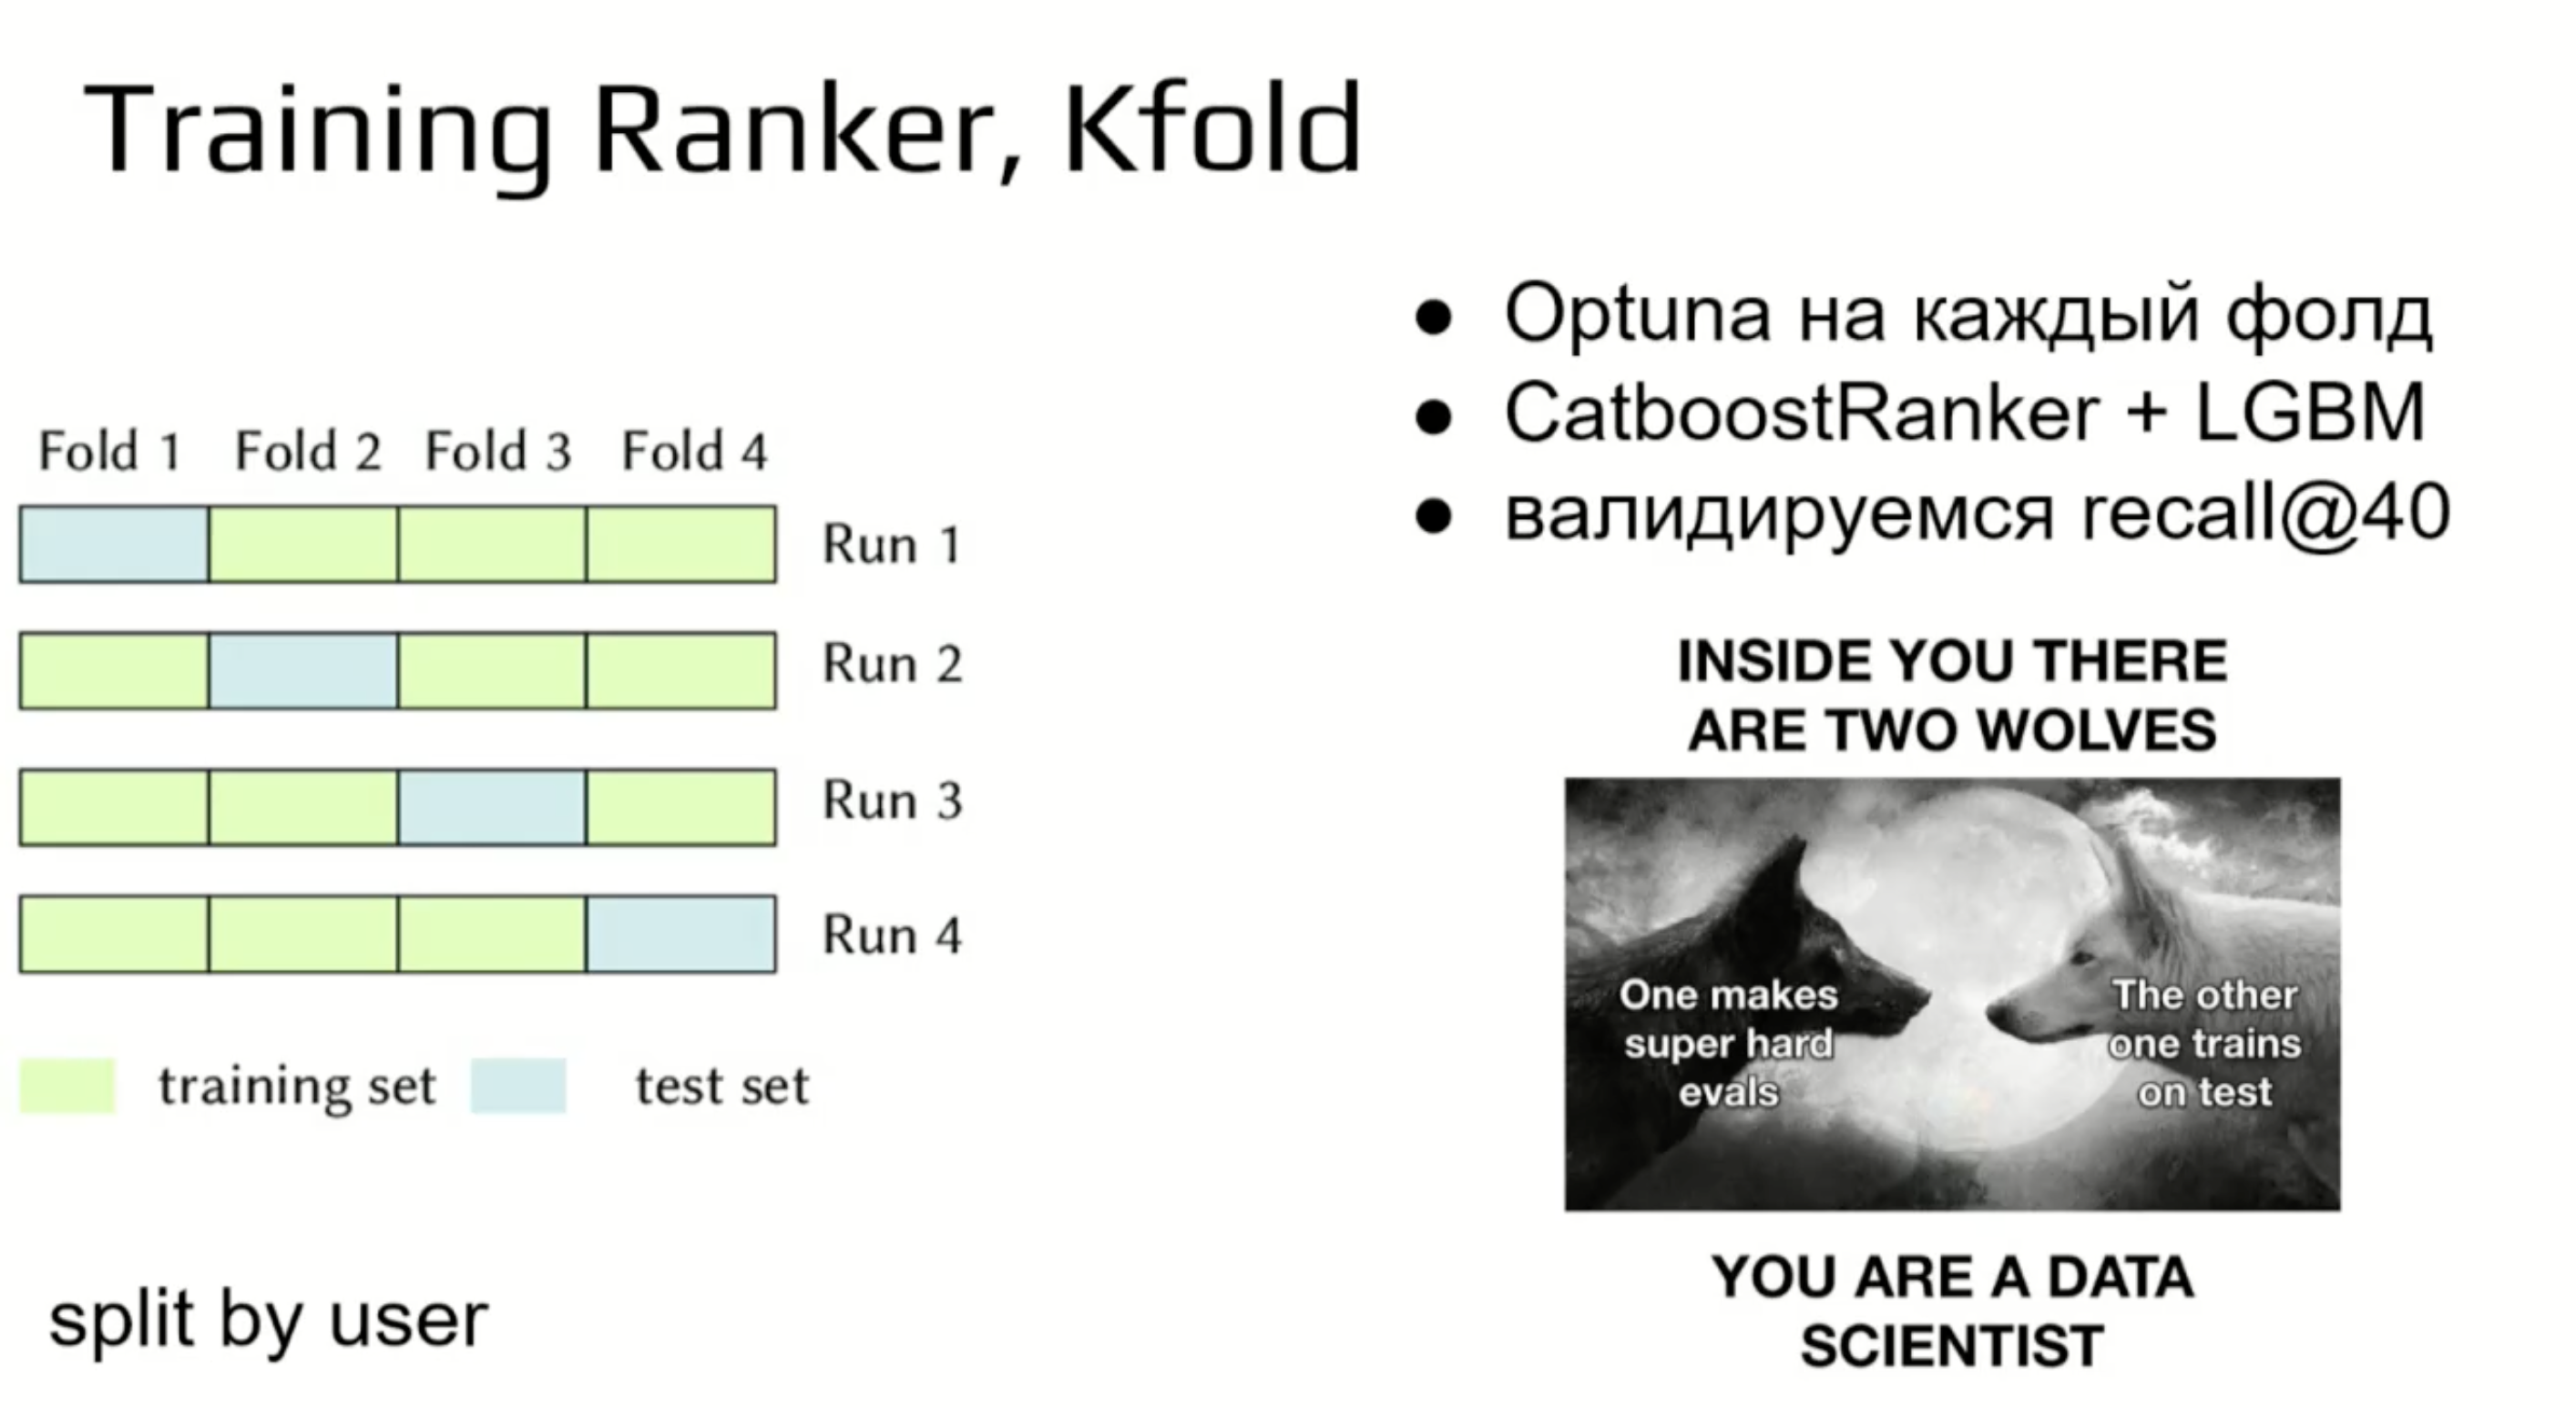 Training Ranker, Kfold
Fold 1 Fold 2 Fold 3 Fold 4
Run 1
Run 2
Run 3
Run 4
training set test set
split by user
● Optuna на каждый фолд
● CatboostRanker + LGBM
● валидируемся recall@40
INSIDE YOU THERE
ARE TWO WOLVES
One makes
super hard
evals
The other
one trains
on test
YOU ARE A DATA
SCIENTIST